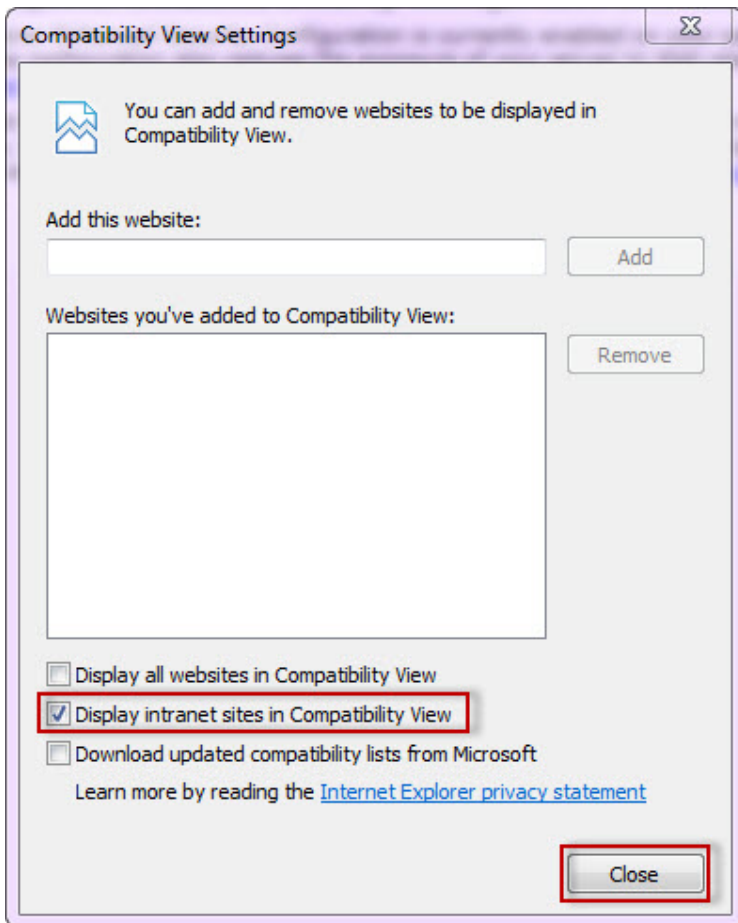 Compatibility View Settings
You can add and remove websites to be displayed in
Compatibility View.
Add this website:
Add
Websites you've added to Compatibility View:
Remove
Display all websites in Compatibility View
Display intranet sites in Compatibility View
Download updated compatibility lists from Microsoft
Learn more by reading the Internet Explorer privacy statement
Close